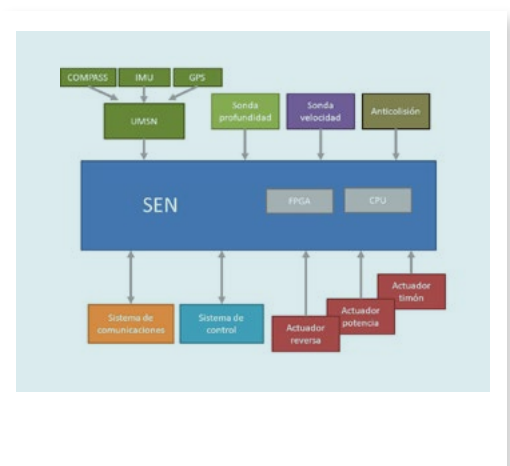 COMPASS
IMU
GPS
UMSN
Sonda
profundidad
Sonda
velocidad
Anticolisión
SEN
FPGA
CPU
Sistema de
comunicaciones
Sistema de
control
Actuador
reversa
Actuador
potencia
Actuador
timón